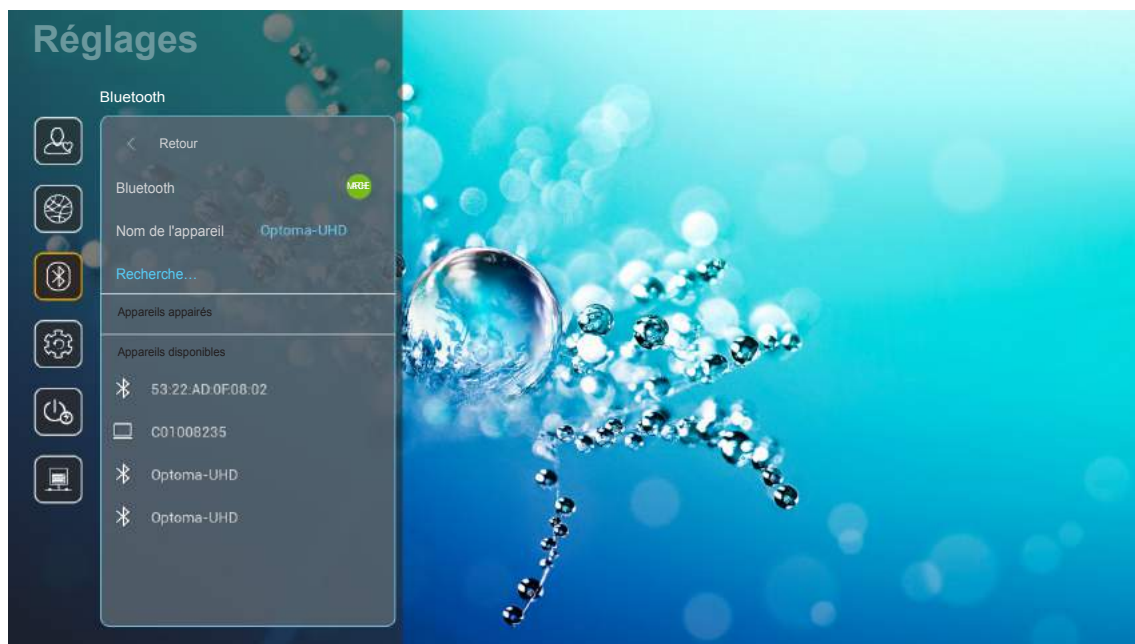 Réglages
Bluetooth
Retour
Bluetooth
Nom de l'appareil Optoma-UHD
Recherche...
Appareils appairés
Appareils disponibles
53:22:AD:0F:08:02
C01008235
Optoma-UHD
Optoma-UHD